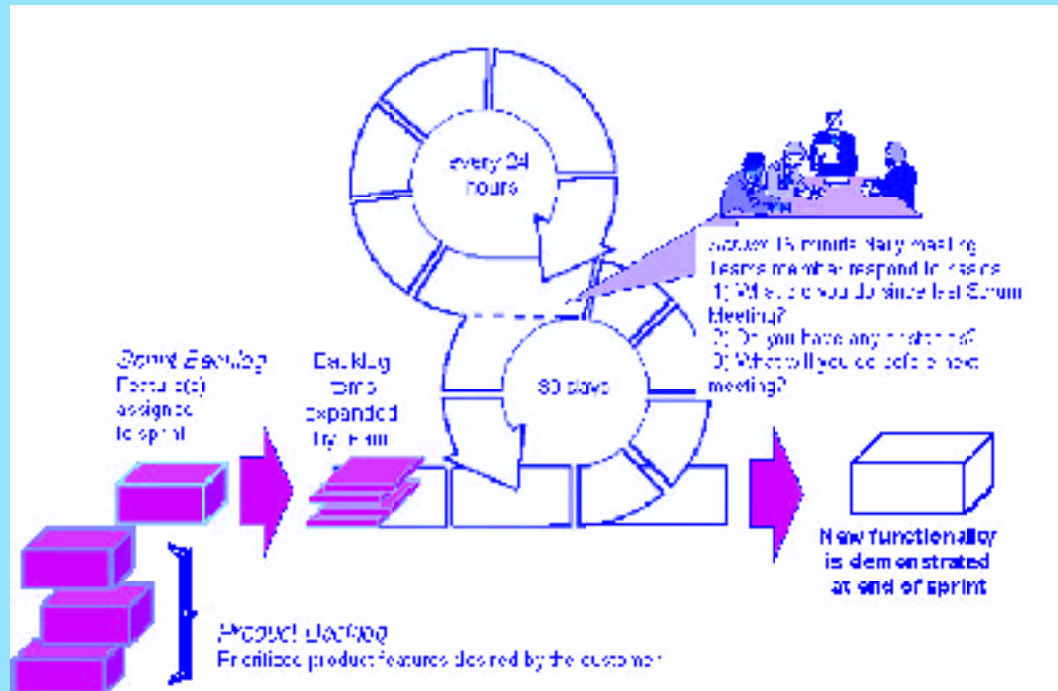 every 24
hours
Scrum: 15 minute daily meeting.
Teams member respond to basics
1) What did you do since last Scrum
Meeting?
2) Do you have any obstacles?
3) What will you do before next
meeting?
30 days
Sprint Backlog
Feature(s)
assigned
to sprint
Backlog
items
expanded
by team
New functionality
is demonstrated
at end of sprint
Product Backlog
Prioritized product features desired by the customer